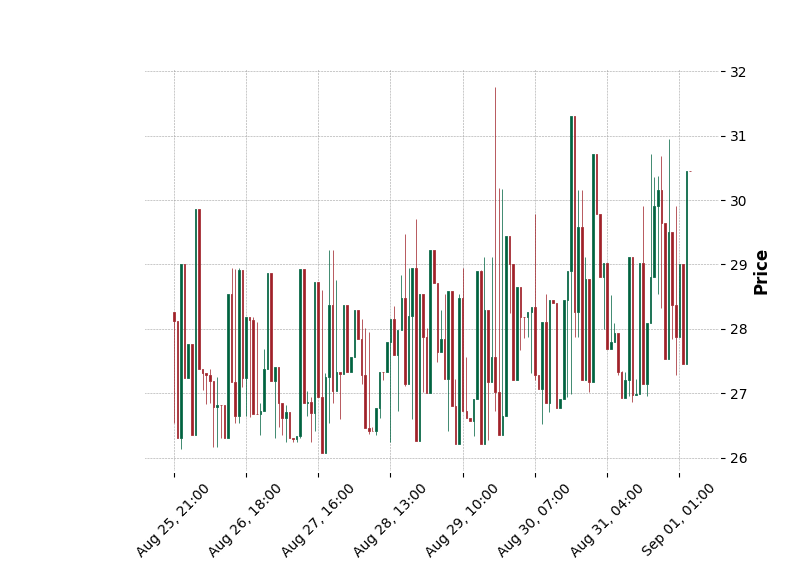 32
31
30
29
28
27
26
Price
Aug 25, 21:00
Aug 26, 18:00
Aug 27, 16:00
Aug 28, 13:00
Aug 29, 10:00
Aug 30, 07:00
Aug 31, 04:00
Sep 01, 01:00